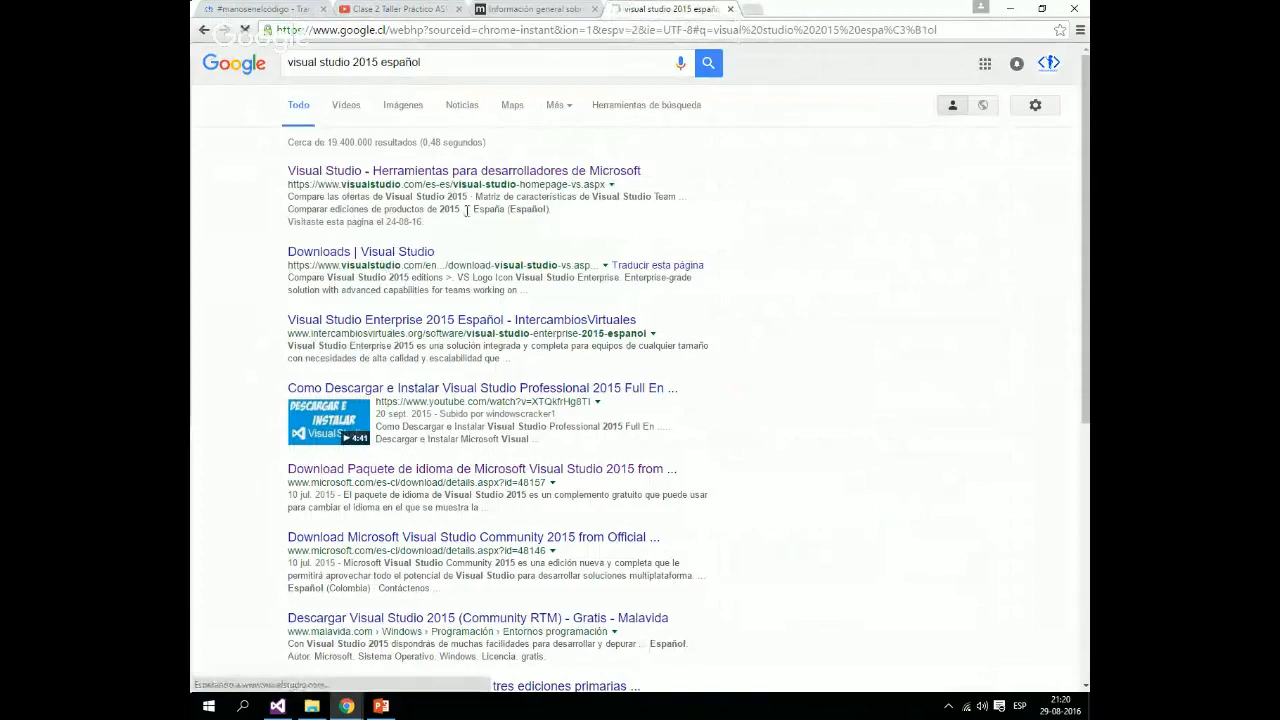 #manosenelcódigo - Tra
Clase 2 Taller Práctico AS
Información general sob
visual studio 2015 españ
https://www.google.cl/webhp?sourceid=chrome-instant&ion=1&espv=2&ie=UTF-8#q=visual%20studio%202015%20espa%C3%B1ol
Google
Google
visual studio 2015 español
Todo
Vídeos
Imágenes
Noticias
Maps
Más
Herramientas de búsqueda
Cerca de 19.400.000 resultados (0,48 segundos)
Visual Studio - Herramientas para desarrolladores de Microsoft
https://www.visualstudio.com/es-es/visual-studio-homepage-vs.aspx
Compare las ofertas de Visual Studio 2015 · Matriz de características de Visual Studio Team ...
Comparar ediciones de productos de 2015 España (Español).
Visitaste esta página el 24-08-16.
Downloads | Visual Studio
https://www.visualstudio.com/en.../download-visual-studio-vs.asp... Traducir esta página
Compare Visual Studio 2015 editions >. VS Logo Icon Visual Studio Enterprise. Enterprise-grade
solution with advanced capabilities for teams working on ...
Visual Studio Enterprise 2015 Español - IntercambiosVirtuales
www.intercambiosvirtuales.org/software/visual-studio-enterprise-2015-espanol
Visual Studio Enterprise 2015 es una solución integrada y completa para equipos de cualquier tamaño
con necesidades de alta calidad y escalabilidad que ...
Como Descargar e Instalar Visual Studio Professional 2015 Full En ...
DESCARGAR E
INSTALAR
Visual
4:41
https://www.youtube.com/watch?v=XTQkfrHg8TI
20 sept. 2015 - Subido por windowscracker1
Como Descargar e Instalar Visual Studio Professional 2015 Full En .....
Descargar e Instalar Microsoft Visual ...
Download Paquete de idioma de Microsoft Visual Studio 2015 from ...
www.microsoft.com/es-cl/download/details.aspx?id=48157
10 jul. 2015 - El paquete de idioma de Visual Studio 2015 es un complemento gratuito que puede usar
para cambiar el idioma en el que se muestra la ...
Download Microsoft Visual Studio Community 2015 from Official ...
www.microsoft.com/es-cl/download/details.aspx?id=48146
10 jul. 2015 - Microsoft Visual Studio Community 2015 es una edición nueva y completa que le
permitirá aprovechar todo el potencial de Visual Studio para desarrollar soluciones multiplataforma. ...
Español (Colombia) · Contáctenos ...
Descargar Visual Studio 2015 (Community RTM) - Gratis - Malavida
www.malavida.com › Windows › Programación › Entornos programación
Con Visual Studio 2015 dispondrás de muchas facilidades para desarrollar y depurar ... Español.
Autor. Microsoft. Sistema Operativo. Windows. Licencia. gratis.
tres ediciones primarias ...
Esperando a www.visualstudio.com...
ESP
21:20
29-08-2016